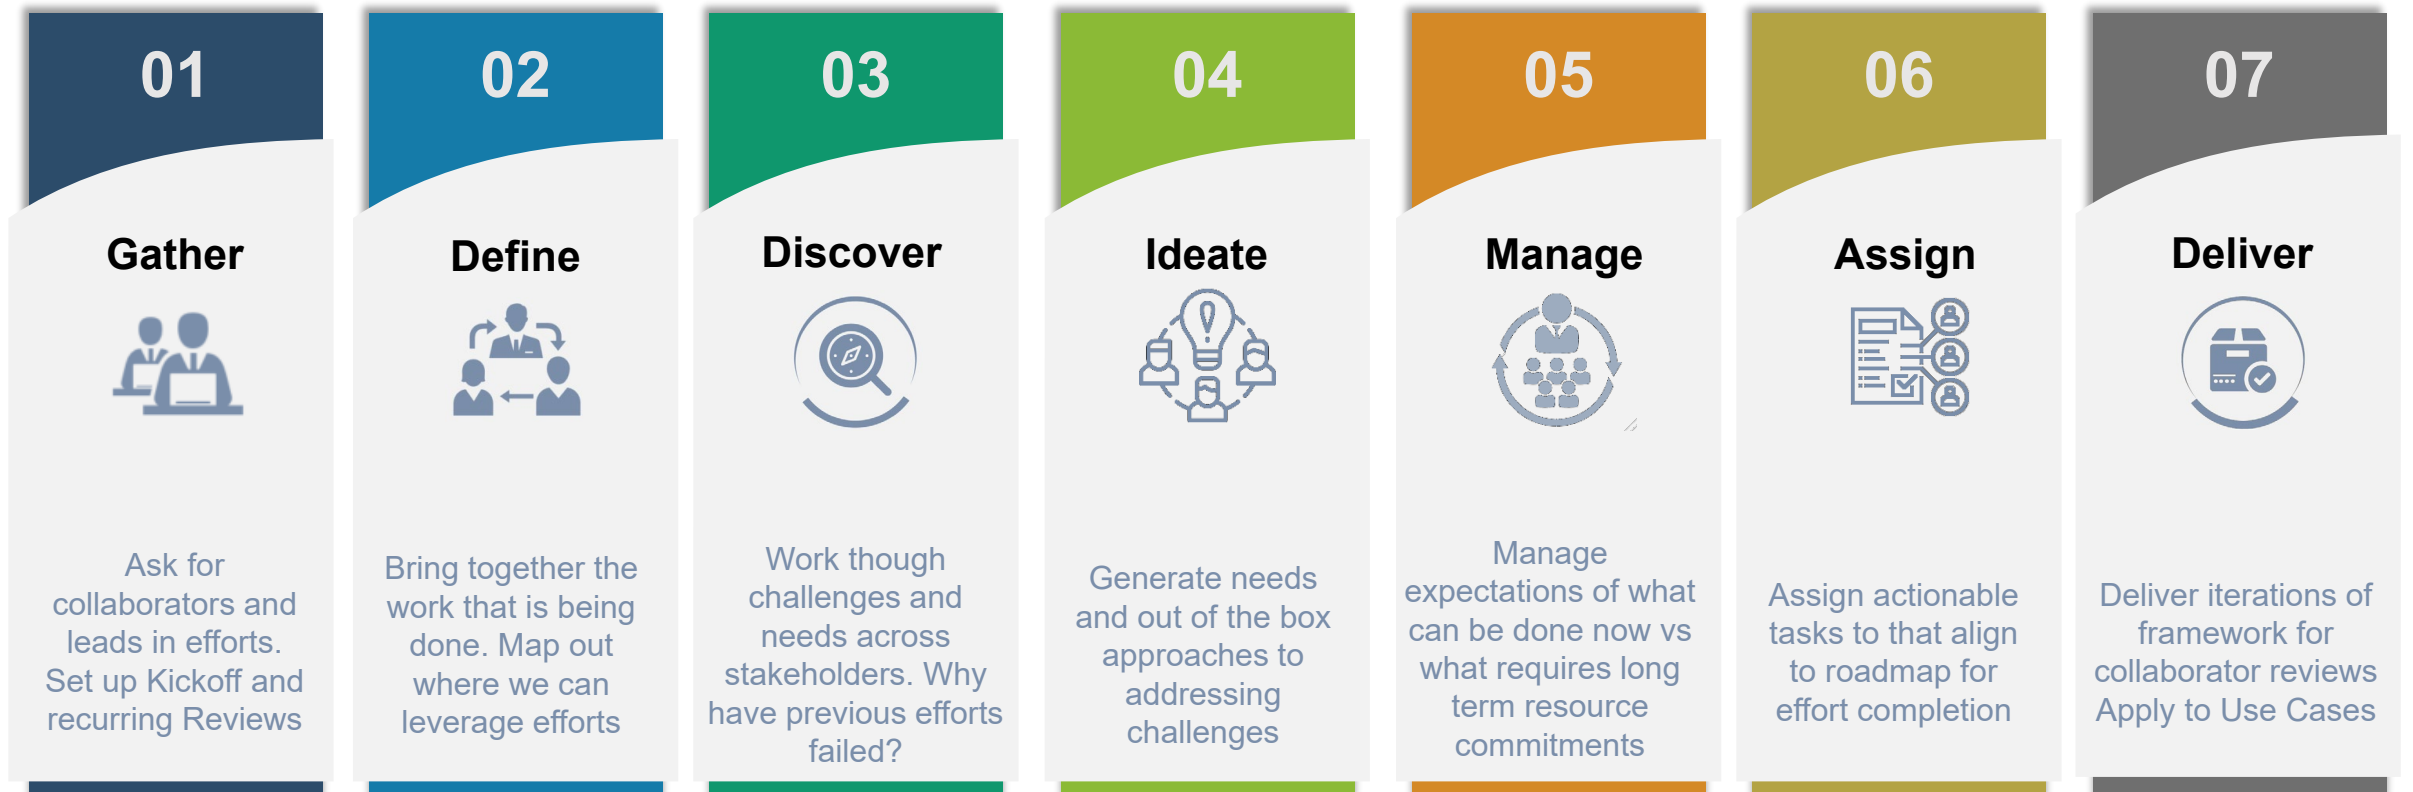 01
Gather
Ask for
collaborators and
leads in efforts.
Set up Kickoff and
recurring Reviews
02
Define
Bring together the
work that is being
done. Map out
where we can
leverage efforts
03
Discover
Work though
challenges and
needs across
stakeholders. Why
have previous efforts
failed?
04
Ideate
Generate needs
and out of the box
approaches to
addressing
challenges
05
Manage
Manage
expectations of what
can be done now vs
what requires long
term resource
commitments
06
Assign
Assign actionable
tasks to that align
to roadmap for
effort completion
07
Deliver
Deliver iterations of
framework for
collaborator reviews
Apply to Use Cases